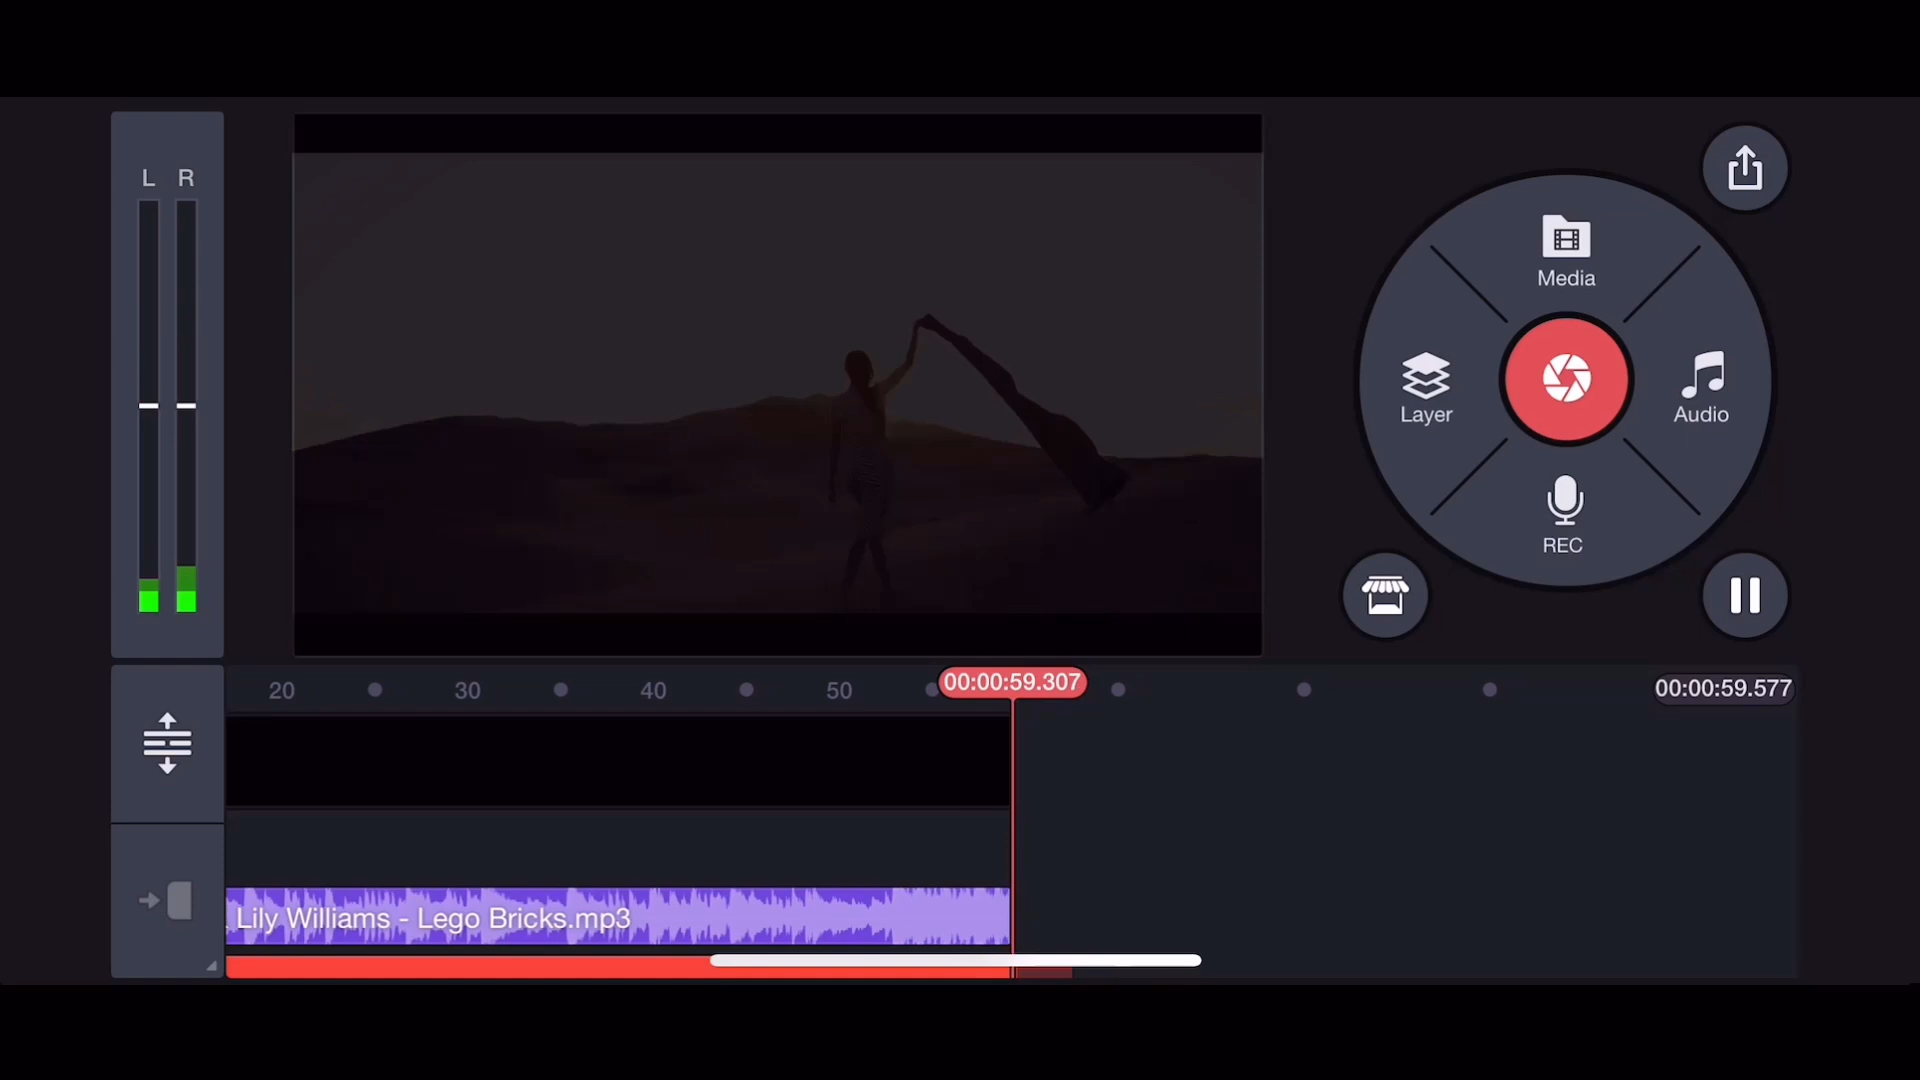 L R
Media
Layer
Audio
REC
20 30 40 50 00:00:59.307 00:00:59.577
Lily Williams - Lego Bricks.mp3